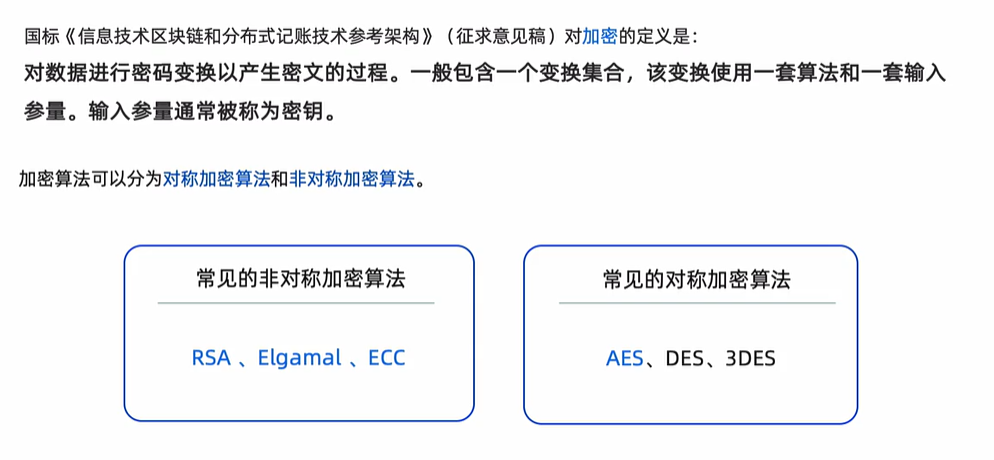 国标《信息技术区块链和分布式记账技术参考架构》（征求意见稿）对加密的定义是：
对数据进行密码变换以产生密文的过程。一般包含一个变换集合，该变换使用一套算法和一套输入
参量。输入参量通常被称为密钥。
加密算法可以分为对称加密算法和非对称加密算法。
常见的非对称加密算法
RSA 、Elgamal 、ECC
常见的对称加密算法
AES、DES、3DES